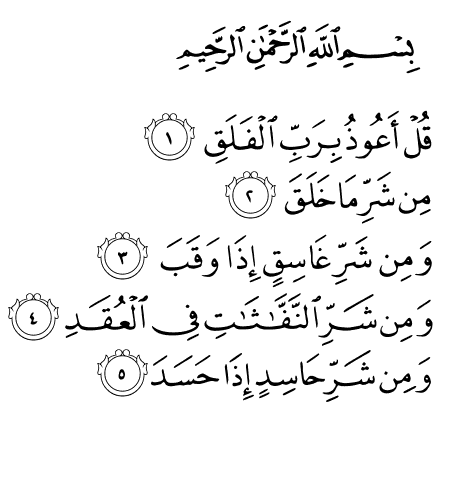 بِسْمِ ٱللَّهِ ٱلرَّحْمَٰنِ ٱلرَّحِيمِ
قُلْ أَعُوذُ بِرَبِّ ٱلْفَلَقِ ١
مِن شَرِّ مَا خَلَقَ ٢
وَمِن شَرِّ غَاسِقٍ إِذَا وَقَبَ ٣
وَمِن شَرِّ ٱلنَّفَّٰثَٰتِ فِى ٱلْعُقَدِ ٤
وَمِن شَرِّ حَاسِدٍ إِذَا حَسَدَ ٥